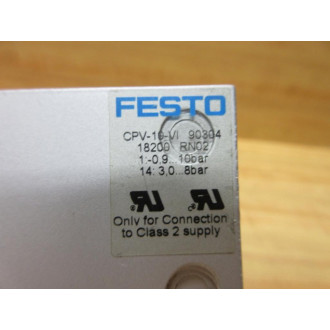 FESTO
CPV-10-VI 90304
18200 RN02
1:-0,9...10bar
14: 3,0...8bar
Only for Connection
to Class 2 supply